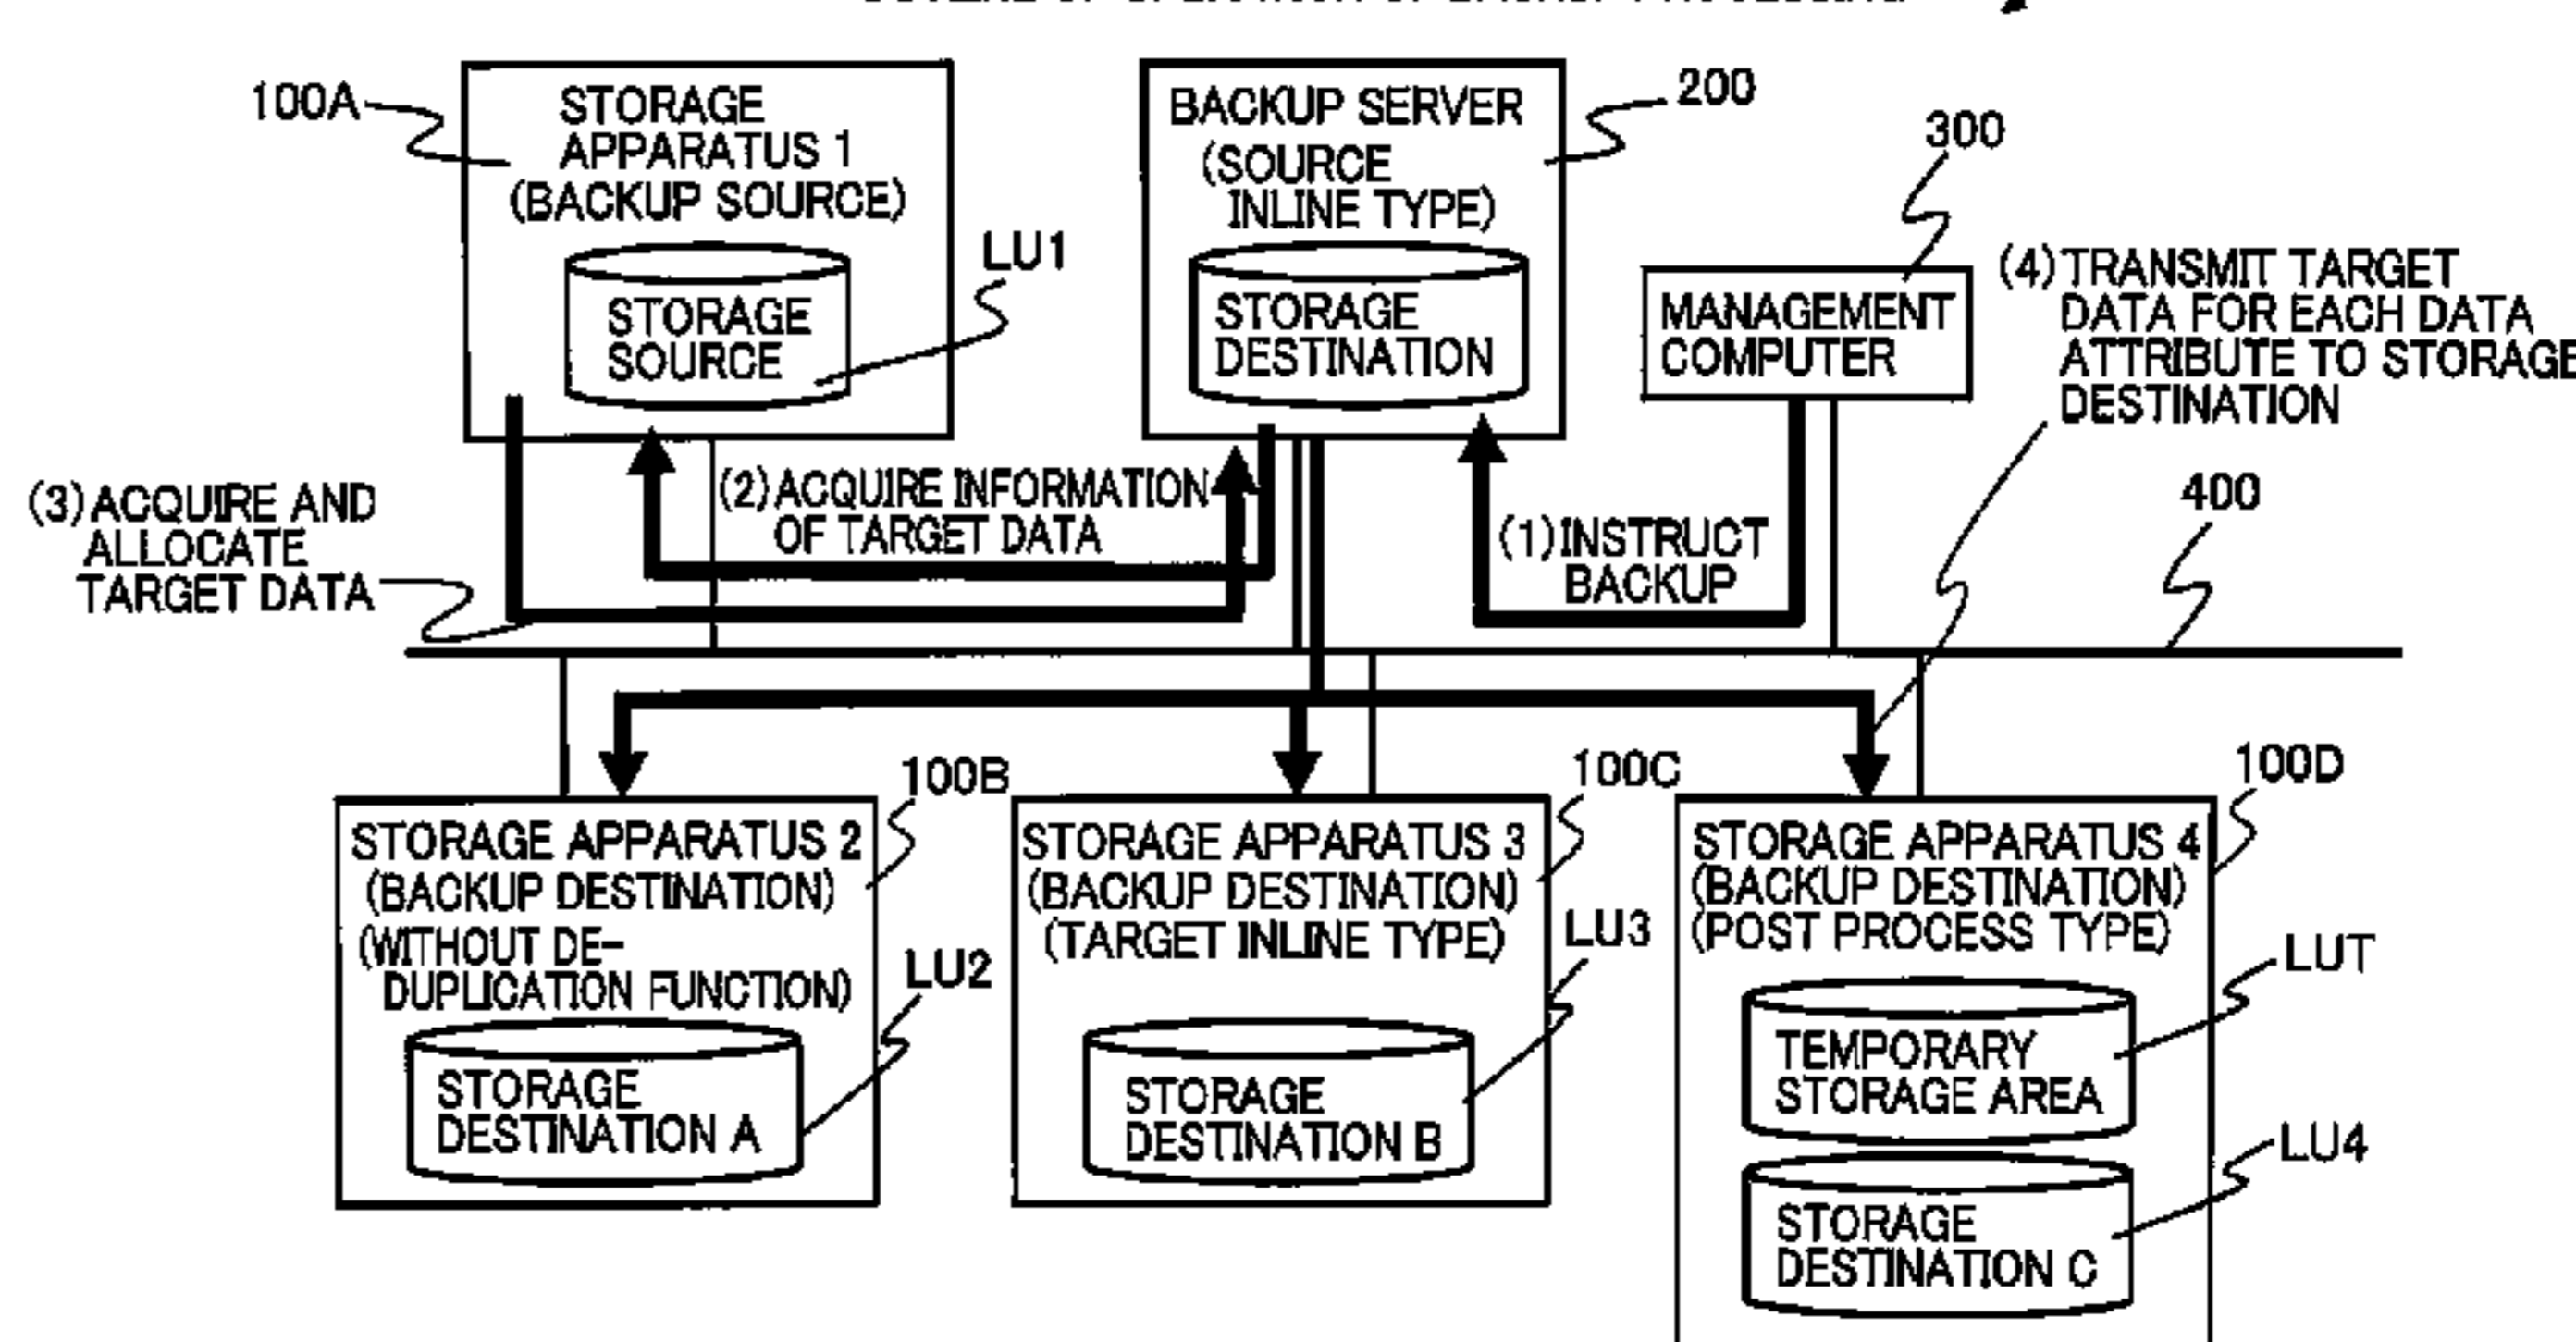 100A
STORAGE
APPARATUS 1
(BACKUP SOURCE)
LU1
STORAGE
SOURCE
BACKUP SERVER
(SOURCE
INLINE TYPE)
200
STORAGE
DESTINATION
300
MANAGEMENT
COMPUTER
(4)TRANSMIT TARGET
DATA FOR EACH DATA
ATTRIBUTE TO STORAGE
DESTINATION
(3)ACQUIRE AND
ALLOCATE
TARGET DATA
(2)ACQUIRE INFORMATION
OF TARGET DATA
(1)INSTRUCT
BACKUP
400
100B
STORAGE APPARATUS 2
(BACKUP DESTINATION)
(WITHOUT DE-
DUPLICATION FUNCTION)
LU2
STORAGE
DESTINATION A
100C
STORAGE APPARATUS 3
(BACKUP DESTINATION)
(TARGET INLINE TYPE)
LU3
STORAGE
DESTINATION B
100D
STORAGE APPARATUS 4
(BACKUP DESTINATION)
(POST PROCESS TYPE)
LUT
TEMPORARY
STORAGE AREA
LU4
STORAGE
DESTINATION C